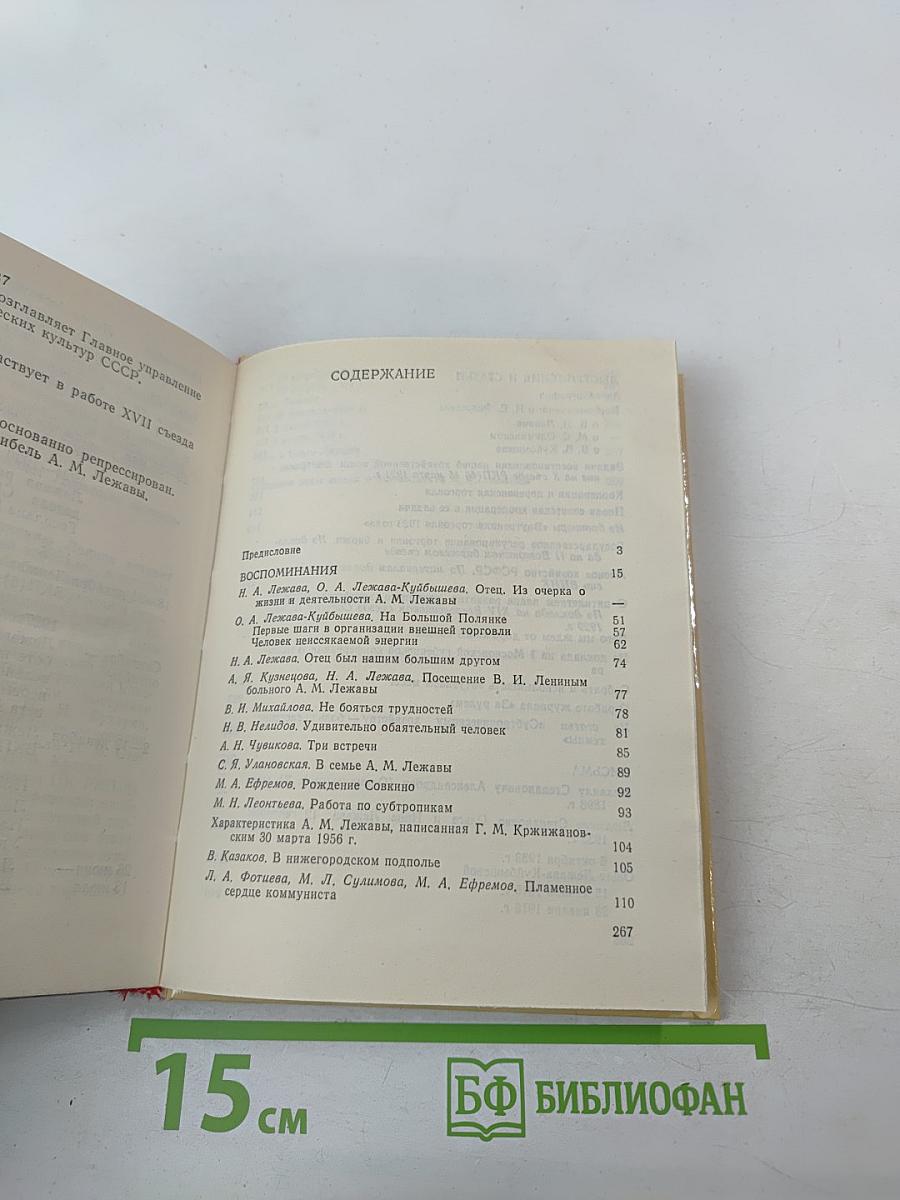 озглавляет Главное управление
еских культур СССР.
аствует в работе XVII съезда
основанно репрессирован.
ибель А. М. Лежавы.
СОДЕРЖАНИЕ
Предисловие 3
ВОСПОМИНАНИЯ 15
Н. А. Лежава, О. А. Лежава-Куйбышева. Отец. Из очерка о
жизни и деятельности А. М. Лежавы —
О. А. Лежава-Куйбышева. На Большой Полянке 51
Первые шаги в организации внешней торговли 57
Человек неиссякаемой энергии 62
Н. А. Лежава. Отец был нашим большим другом 74
А. Я. Кузнецова, Н. А. Лежава. Посещение В. И. Лениным
больного А. М. Лежавы 77
В. И. Михайлова. Не бояться трудностей 78
Н. В. Нелидов. Удивительно обаятельный человек 81
А. Н. Чувикова. Три встречи 85
С. Я. Улановская. В семье А. М. Лежавы 89
М. А. Ефремов. Рождение Совкино 92
М. Н. Леонтьева. Работа по субтропикам 93
Характеристика А. М. Лежавы, написанная Г. М. Кржижанов-
ским 30 марта 1956 г. 104
В. Казаков. В нижегородском подполье 105
Л. А. Фотиева, М. Л. Сулимова, М. А. Ефремов. Пламенное
сердце коммуниста 110
267
15 см
БФ БИБЛИОФАН